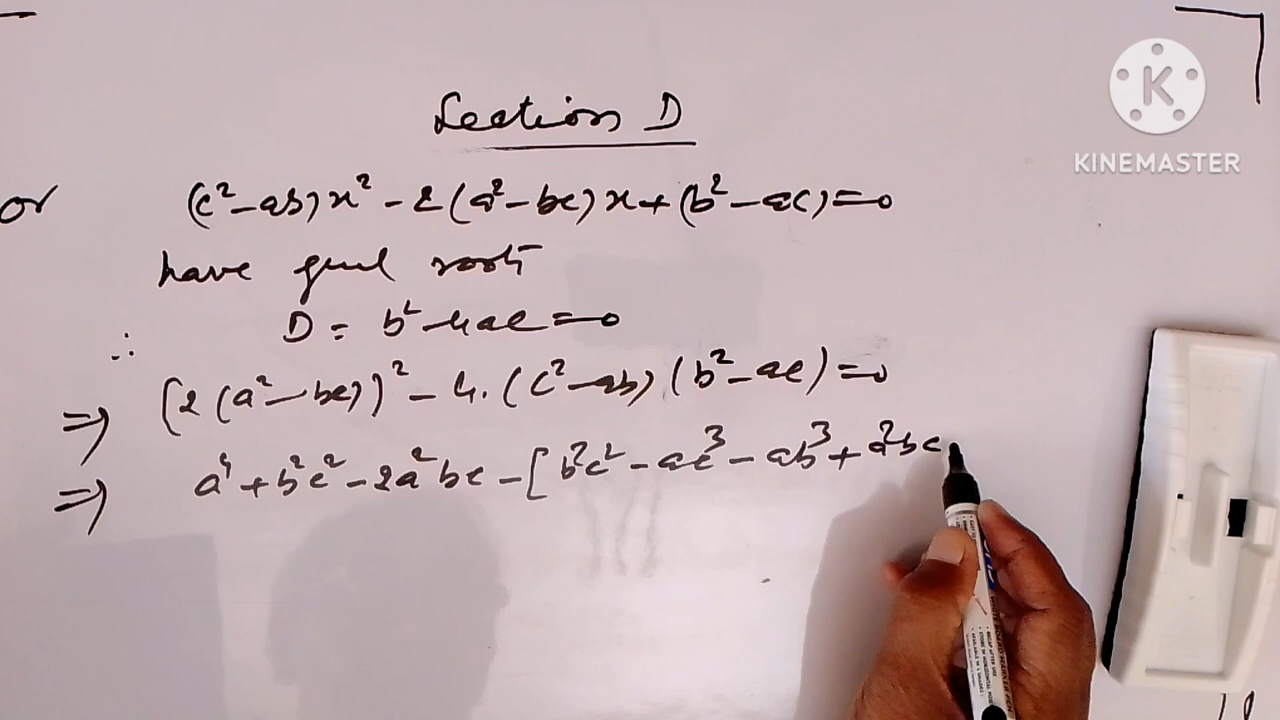 Section D
or (c²-ab)x² - 2(a²-bc)x + (b²-ac)=0
have equal roots
∴ D = b²-4ac=0
⇒ (2(a²-bc))² - 4.(c²-ab)(b²-ac)=0
⇒ a⁴+b²c²-2a²bc-[b²c²-ac³-ab³+a²bc
KINEMASTER